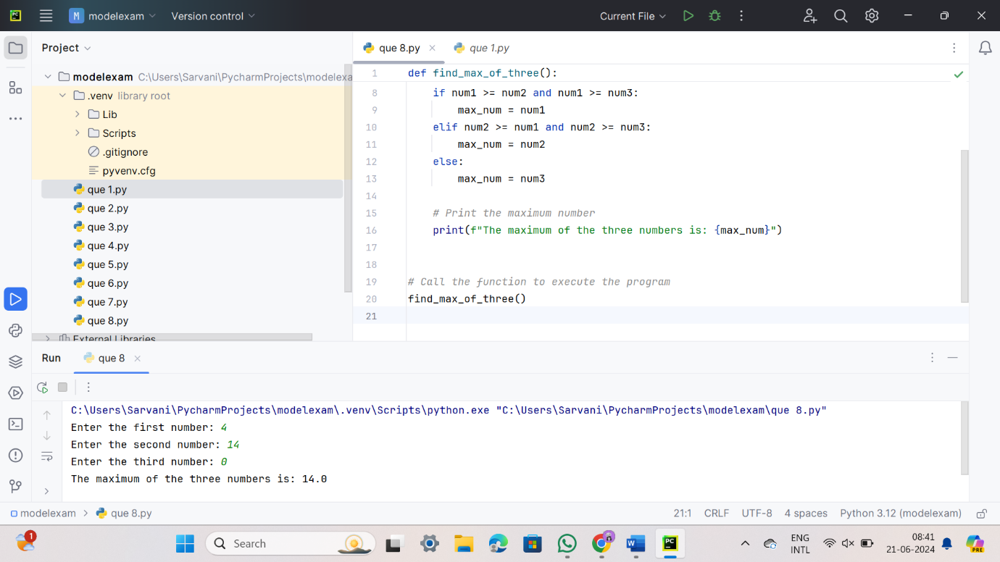 PC
M modelexam
Version control
Current File
Project
que 8.py
que 1.py
modelexam C:\Users\Sarvani\PycharmProjects\modelexa
.venv library root
Lib
Scripts
.gitignore
pyvenv.cfg
que 1.py
que 2.py
que 3.py
que 4.py
que 5.py
que 6.py
que 7.py
que 8.py
External Libraries
1 def find_max_of_three():
8 if num1 >= num2 and num1 >= num3:
9 max_num = num1
10 elif num2 >= num1 and num2 >= num3:
11 max_num = num2
12 else:
13 max_num = num3
14
15 # Print the maximum number
16 print(f"The maximum of the three numbers is: {max_num}")
17
18
19 # Call the function to execute the program
20 find_max_of_three()
21
Run
que 8
C:\Users\Sarvani\PycharmProjects\modelexam\.venv\Scripts\python.exe "C:\Users\Sarvani\PycharmProjects\modelexam\que 8.py"
Enter the first number: 4
Enter the second number: 14
Enter the third number: 0
The maximum of the three numbers is: 14.0
modelexam > que 8.py
21:1 CRLF UTF-8 4 spaces Python 3.12 (modelexam)
1
Search
W
PC
ENG
INTL
08:41
21-06-2024
PRE